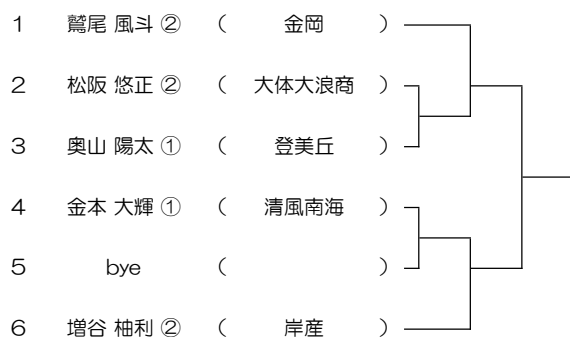 1 鷲尾 風斗 ② ( 金岡 )
2 松阪 悠正 ② ( 大体大浪商 )
3 奥山 陽太 ① ( 登美丘 )
4 金本 大輝 ① ( 清風南海 )
5 bye ( )
6 増谷 柚利 ② ( 岸産 )